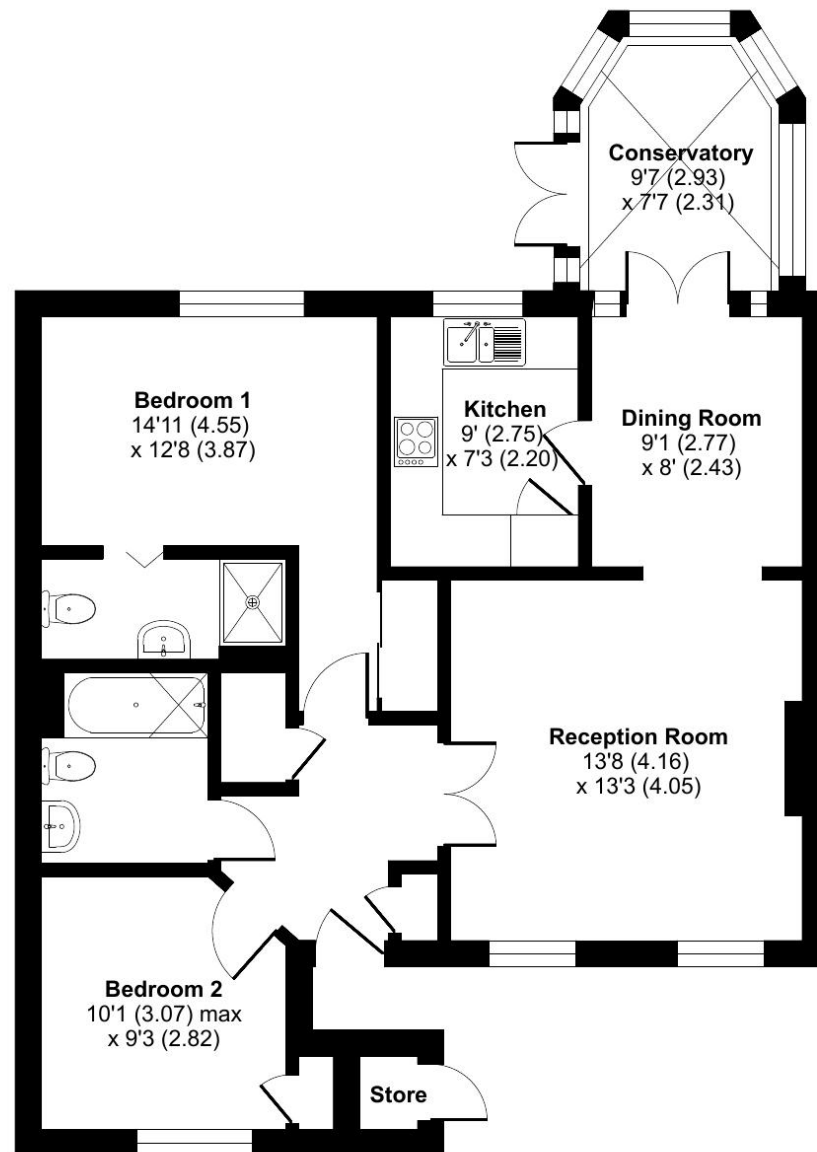 Conservatory
9'7 (2.93)
x 7'7 (2.31)
Bedroom 1
14'11 (4.55)
x 12'8 (3.87)
Kitchen
9' (2.75)
x 7'3 (2.20)
Dining Room
9'1 (2.77)
x 8' (2.43)
Reception Room
13'8 (4.16)
x 13'3 (4.05)
Bedroom 2
10'1 (3.07) max
x 9'3 (2.82)
Store